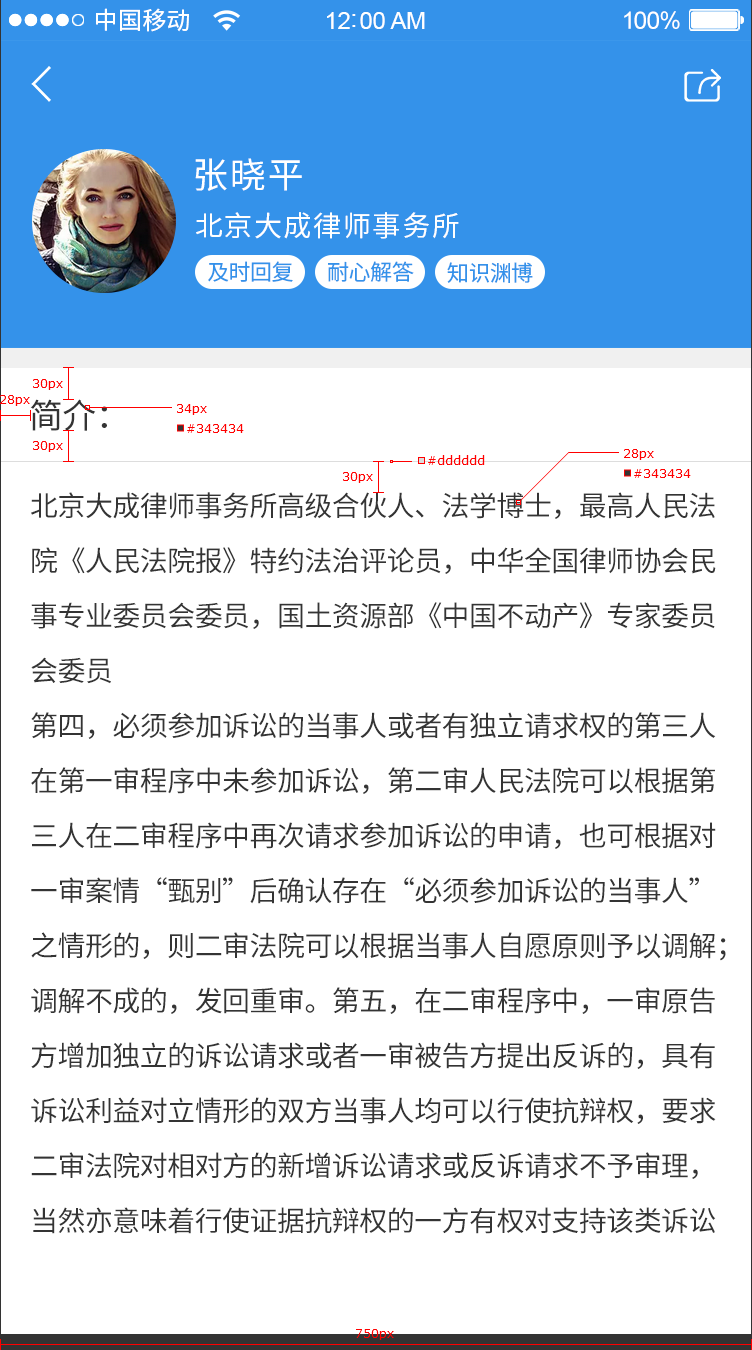 中国移动 12:00 AM 100%
张晓平
北京大成律师事务所
及时回复 耐心解答 知识渊博
30px
28px
简介：
34px
#343434
30px
30px
#dddddd
28px
#343434
北京大成律师事务所高级合伙人、法学博士，最高人民法
院《人民法院报》特约法治评论员，中华全国律师协会民
事专业委员会委员，国土资源部《中国不动产》专家委员
会委员
第四，必须参加诉讼的当事人或者有独立请求权的第三人
在第一审程序中未参加诉讼，第二审人民法院可以根据第
三人在二审程序中再次请求参加诉讼的申请，也可根据对
一审案情“甄别”后确认存在“必须参加诉讼的当事人”
之情形的，则二审法院可以根据当事人自愿原则予以调解；
调解不成的，发回重审。第五，在二审程序中，一审原告
方增加独立的诉讼请求或者一审被告方提出反诉的，具有
诉讼利益对立情形的双方当事人均可以行使抗辩权，要求
二审法院对相对方的新增诉讼请求或反诉请求不予审理，
当然亦意味着行使证据抗辩权的一方有权对支持该类诉讼
750px